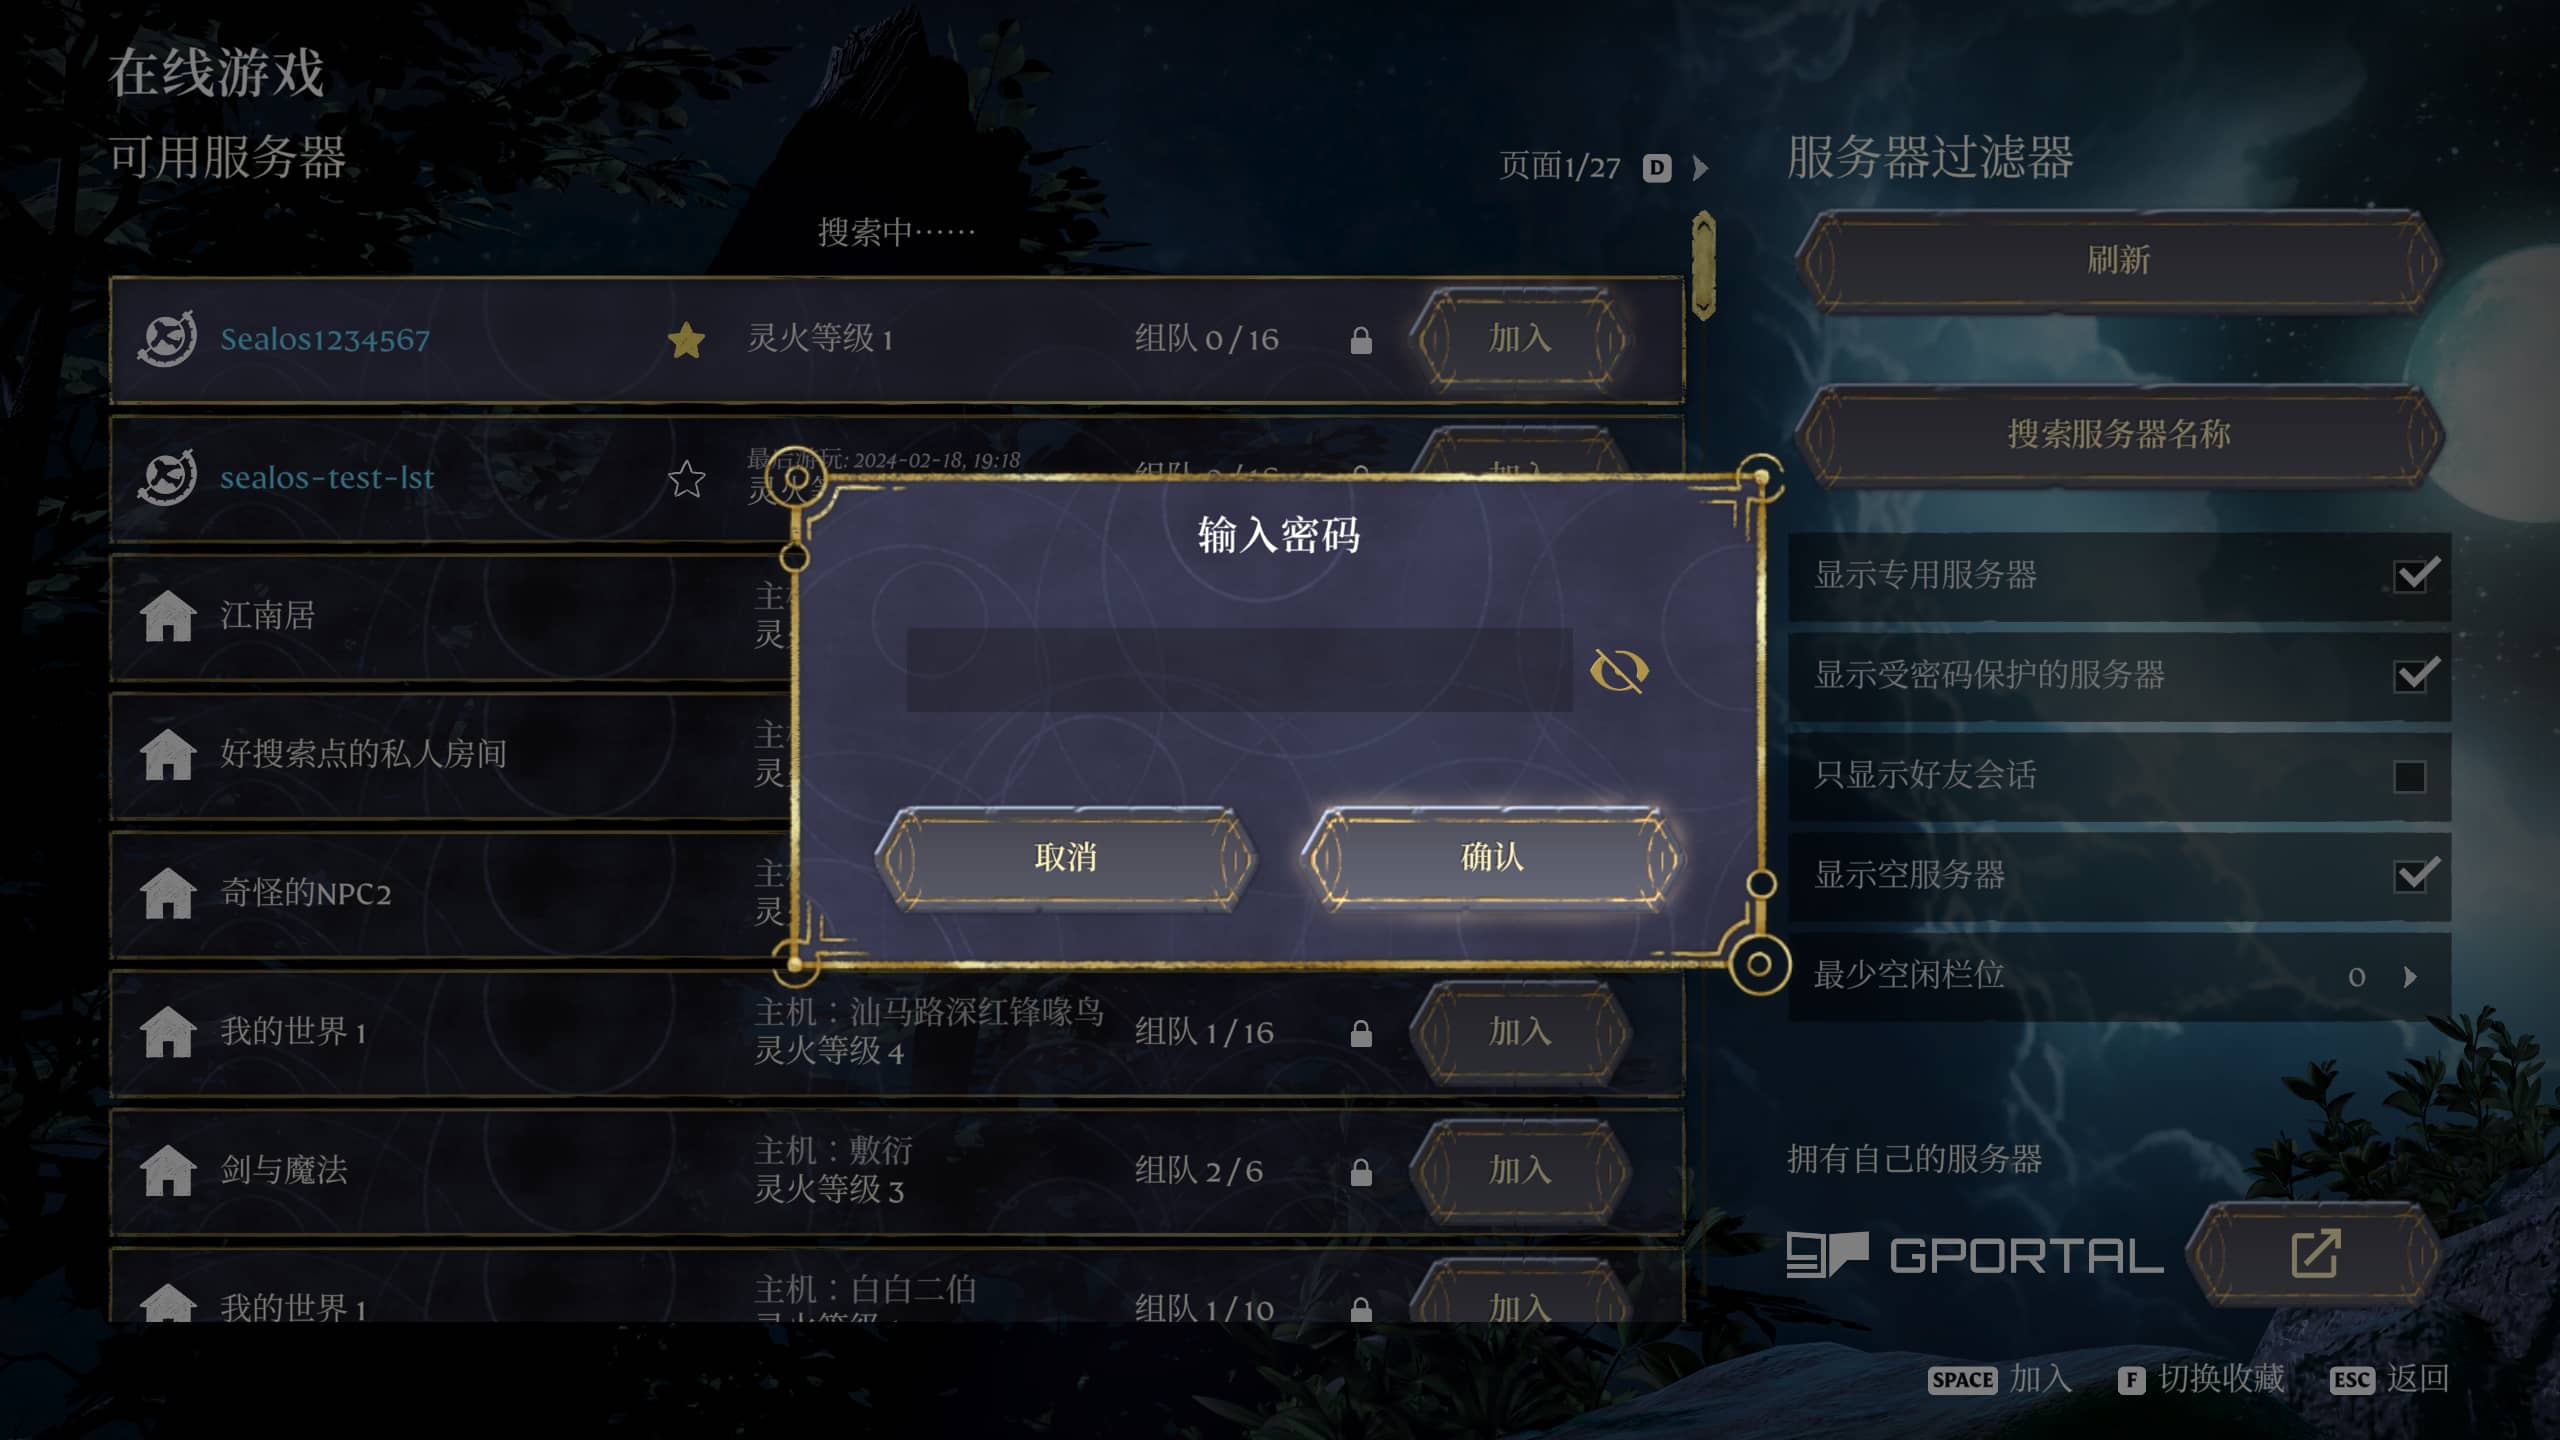 在线游戏
可用服务器
页面1/27 D
服务器过滤器
搜索中……
刷新
Sealos1234567
灵火等级 1
组队 0/16
加入
搜索服务器名称
sealos-test-lst
最后游玩: 2024-02-18, 19:18
输入密码
显示专用服务器
江南居
显示受密码保护的服务器
好搜索点的私人房间
只显示好友会话
取消
确认
奇怪的NPC2
显示空服务器
最少空闲栏位
0
我的世界 1
主机：汕马路深红锋喙鸟
灵火等级 4
组队 1/16
加入
剑与魔法
主机：敷衍
灵火等级 3
组队 2/6
加入
拥有自己的服务器
GPORTAL
我的世界 1
主机：白白二伯
组队 1/10
加入
SPACE 加入
F 切换收藏
ESC 返回